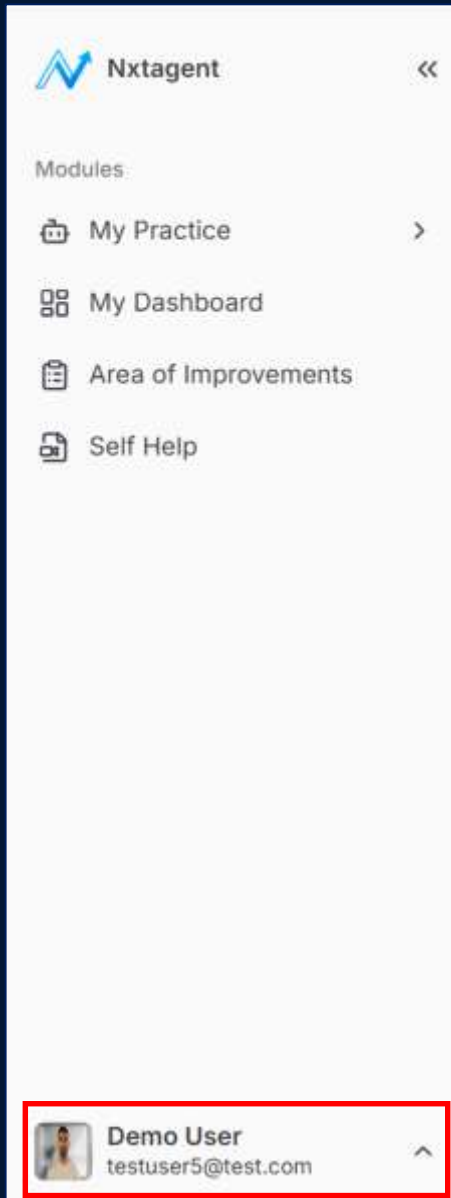 Nxtagent
Modules
My Practice
My Dashboard
Area of Improvements
Self Help
Demo User
testuser5@test.com